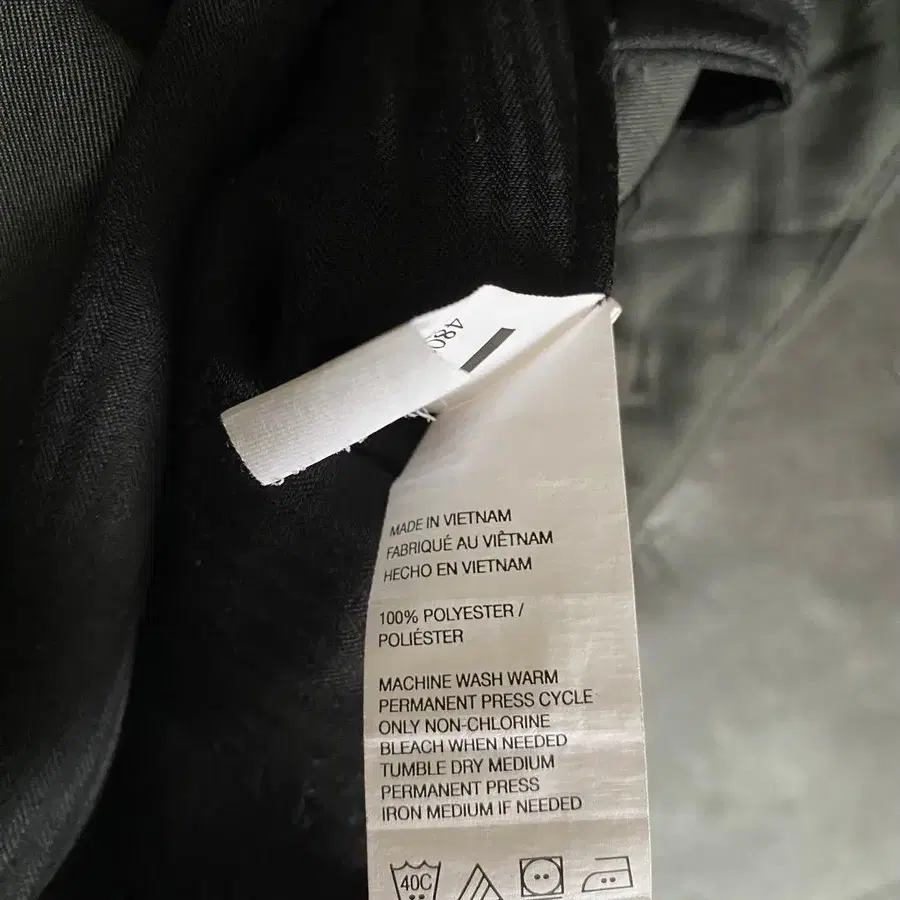 480
MADE IN VIETNAM
FABRIQUÉ AU VIÊTNAM
HECHO EN VIETNAM
100% POLYESTER /
POLIÉSTER
MACHINE WASH WARM
PERMANENT PRESS CYCLE
ONLY NON-CHLORINE
BLEACH WHEN NEEDED
TUMBLE DRY MEDIUM
PERMANENT PRESS
IRON MEDIUM IF NEEDED
40C